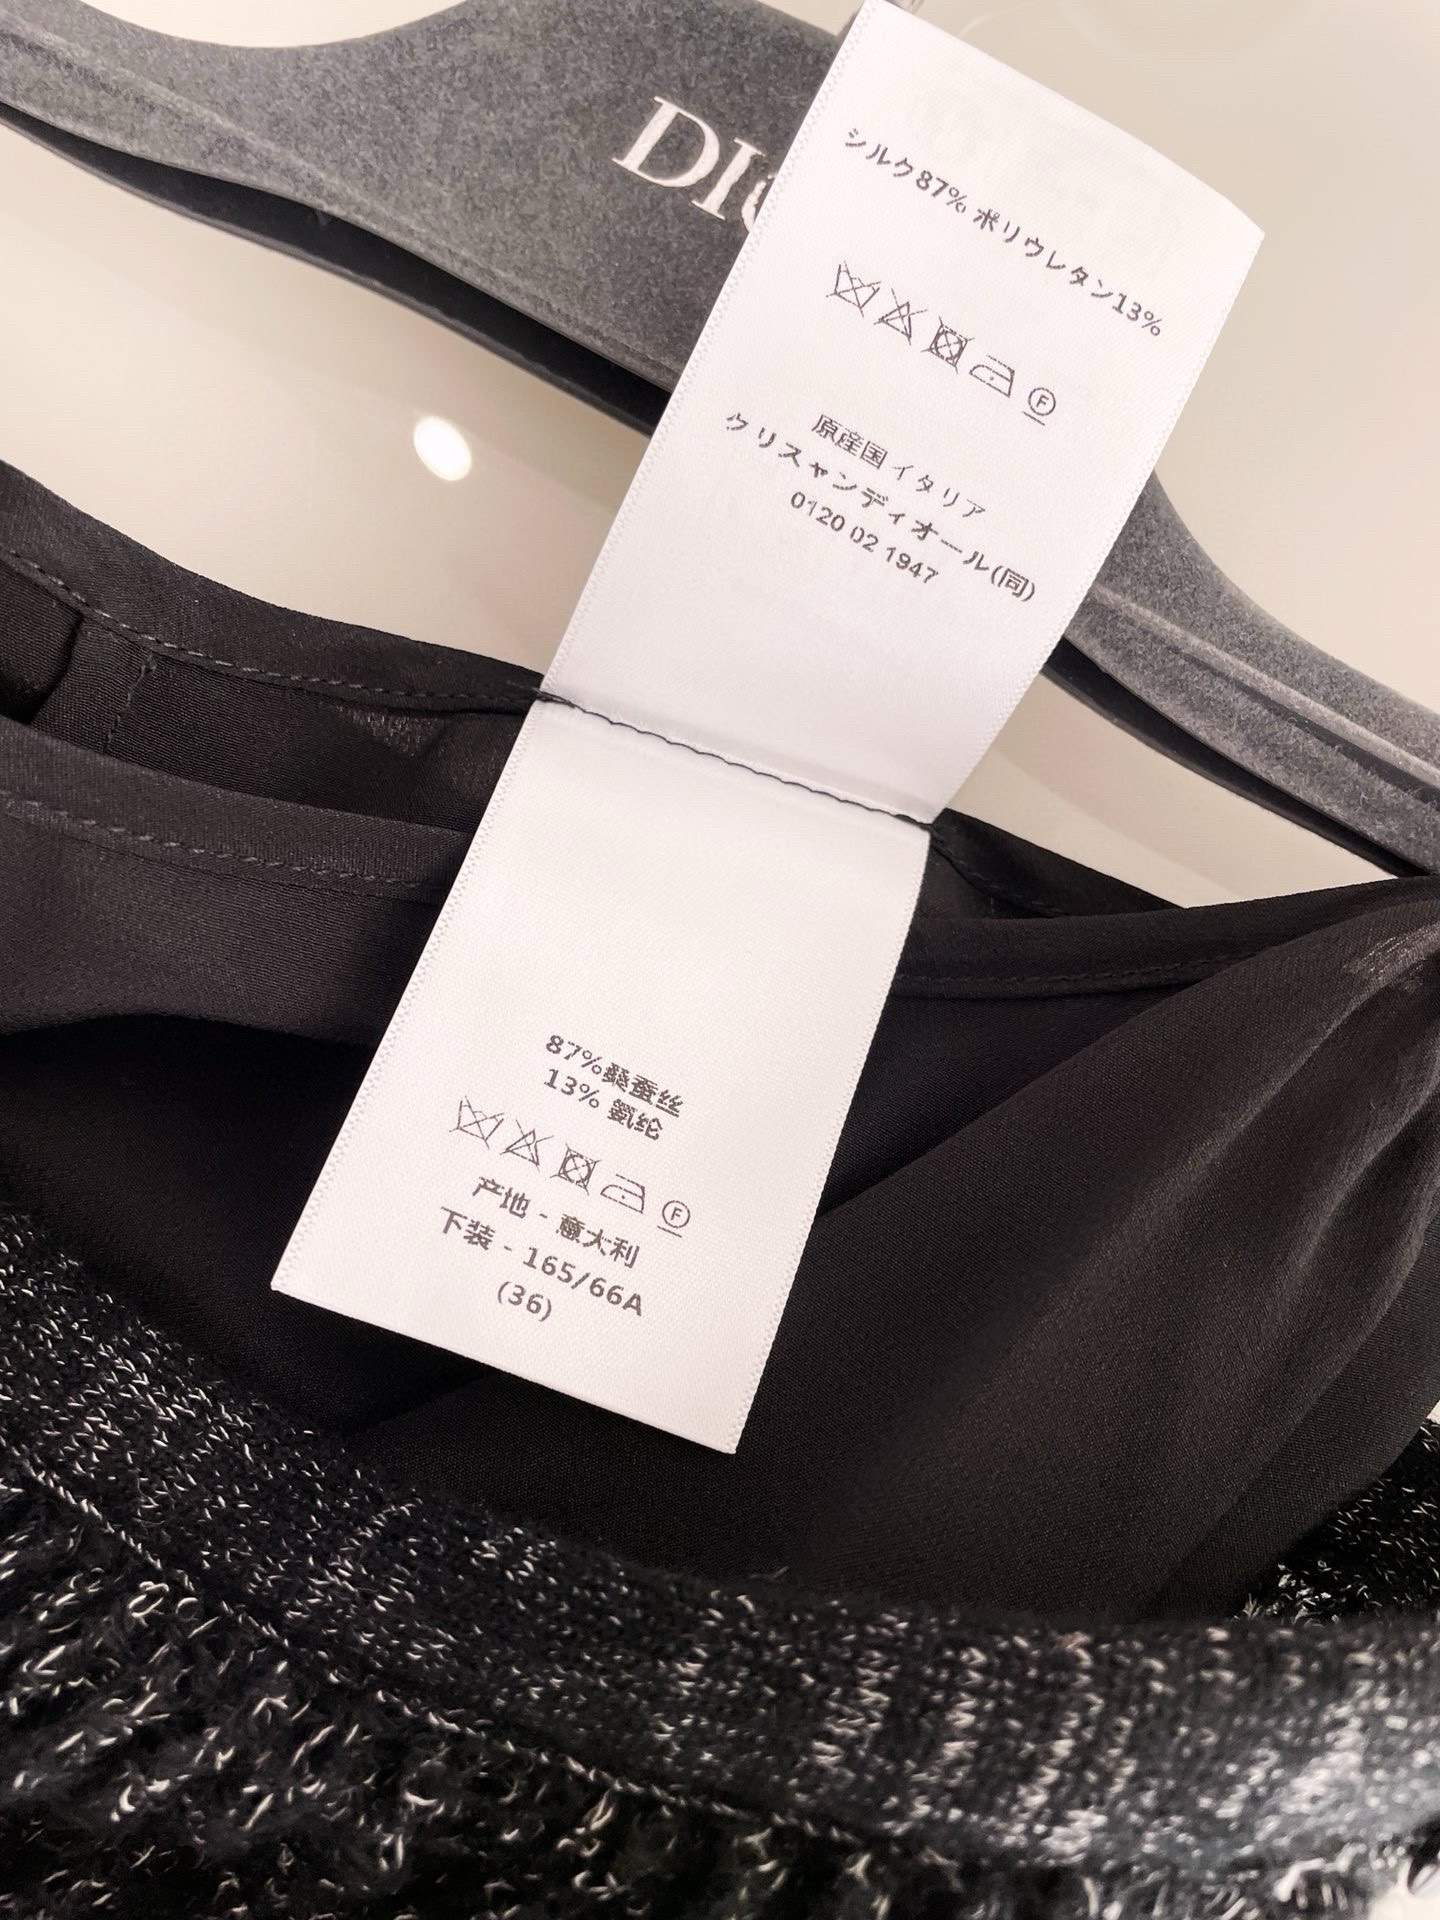 シルク87% ポリウレタン13%
F
原産国 イタリア
クリスチャンディオール(同)
0120 02 1947
87%桑蚕丝
13% 氨纶
F
产地 - 意大利
下装 - 165/66A
(36)